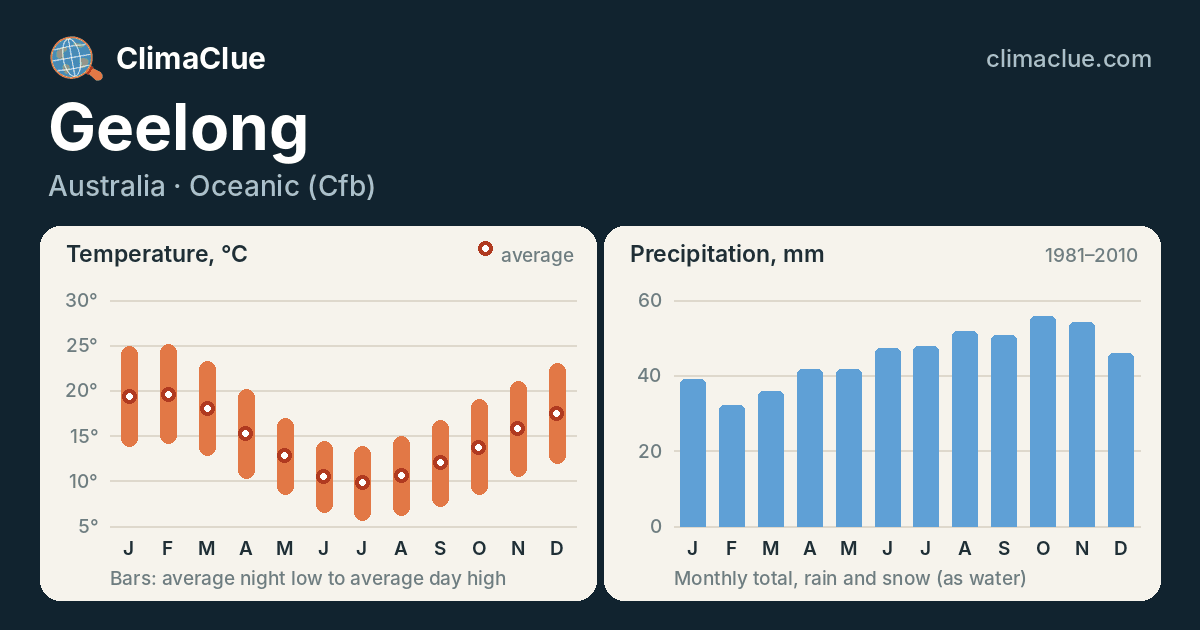 ClimaClue
climaclue.com
Geelong
Australia · Oceanic (Cfb)
Temperature, °C
average
30°
25°
20°
15°
10°
5°
J F M A M J J A S O N D
Bars: average night low to average day high
Precipitation, mm
1981–2010
60
40
20
0
J F M A M J J A S O N D
Monthly total, rain and snow (as water)